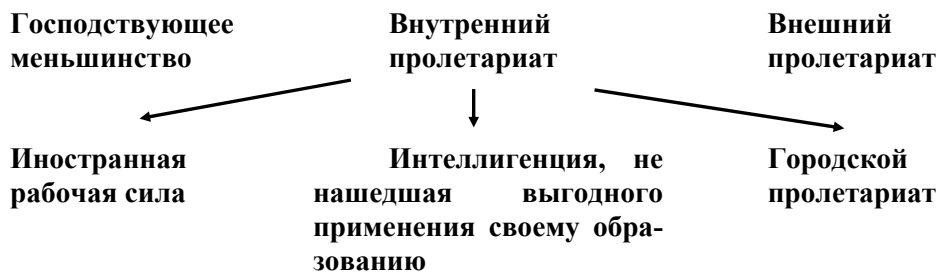 Господствующее
меньшинство
Внутренний
пролетариат
Внешний
пролетариат
Иностранная
рабочая сила
Интеллигенция, не
нашедшая выгодного
применения своему обра-
зованию
Городской
пролетариат